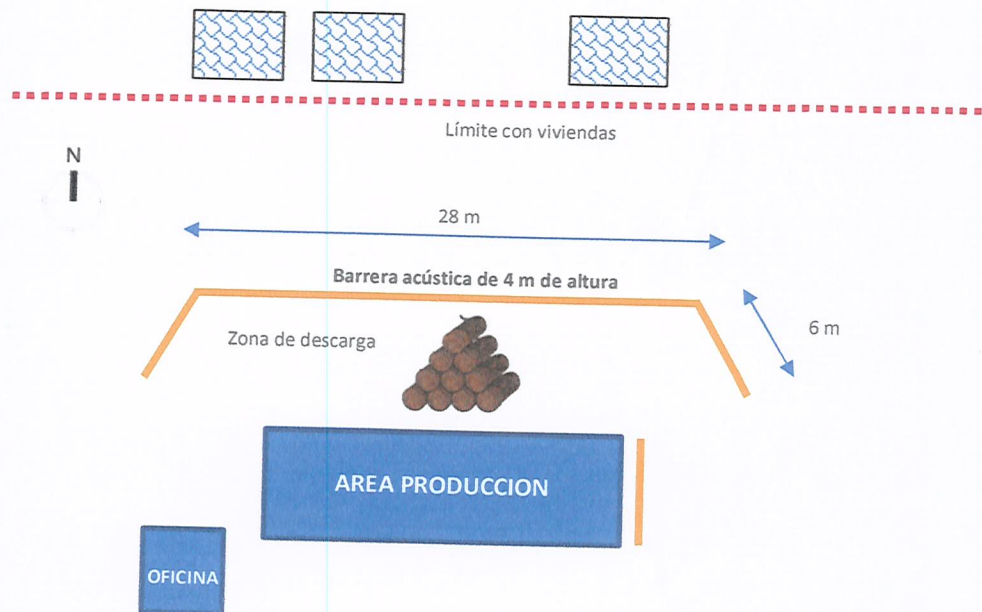 Límite con viviendas
N
28 m
Barrera acústica de 4 m de altura
6 m
Zona de descarga
AREA PRODUCCION
OFICINA